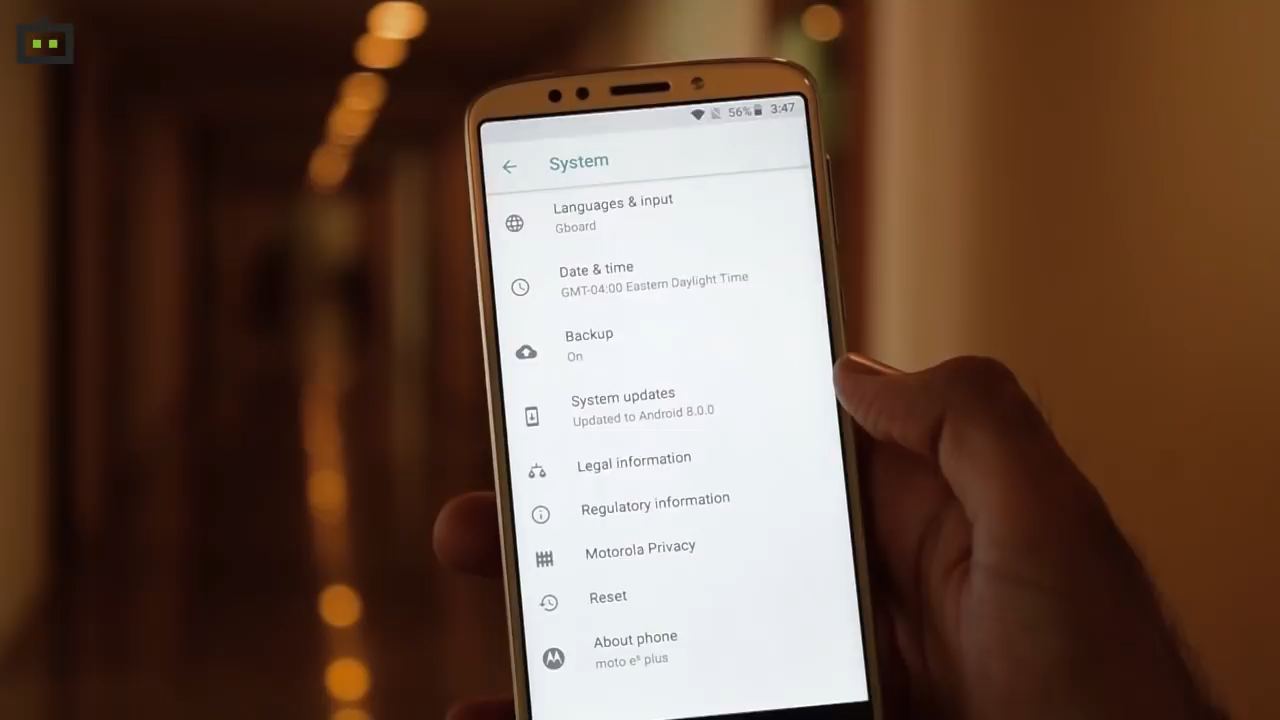 56% 3:47
System
Languages & input
Gboard
Date & time
GMT-04:00 Eastern Daylight Time
Backup
On
System updates
Updated to Android 8.0.0
Legal information
Regulatory information
Motorola Privacy
Reset
About phone
moto e⁵ plus